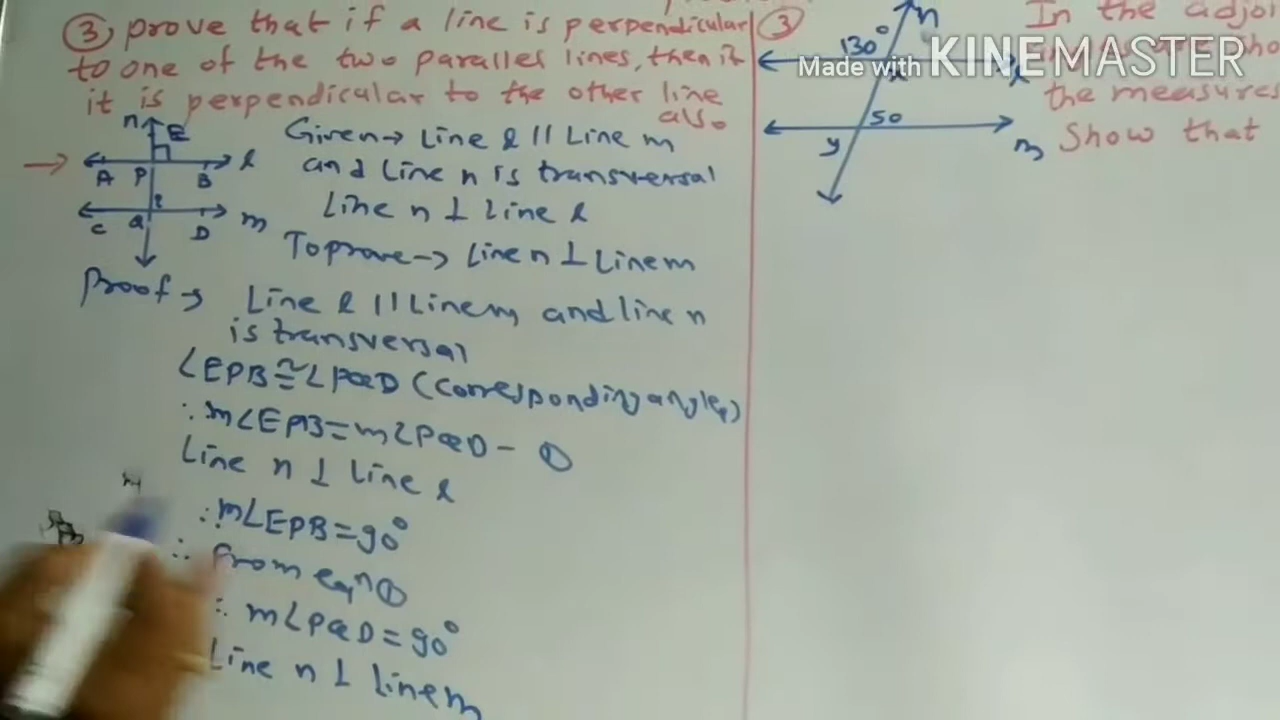 ③ prove that if a line is perpendicular
to one of the two paralles lines, then it
it is perpendicular to the other line
also
n
E
A P B l
C Q D m
Given→ Line l || Line m
and Line n is transversal
Line n ⊥ Line l
To prove→ Line n ⊥ Line m
Proof→ Line l || Line m and line n
is transversal
∠EPB ≅ ∠PQD (corresponding angles)
∴ m∠EPB = m∠PQD - ①
Line n ⊥ Line l
∴ m∠EPB = 90°
∴ From eqn ①
∴ m∠PQD = 90°
Line n ⊥ Line m
③
n
130°
x
50
y
m
In the adjoi
the measures
Show that
Made with KINEMASTER